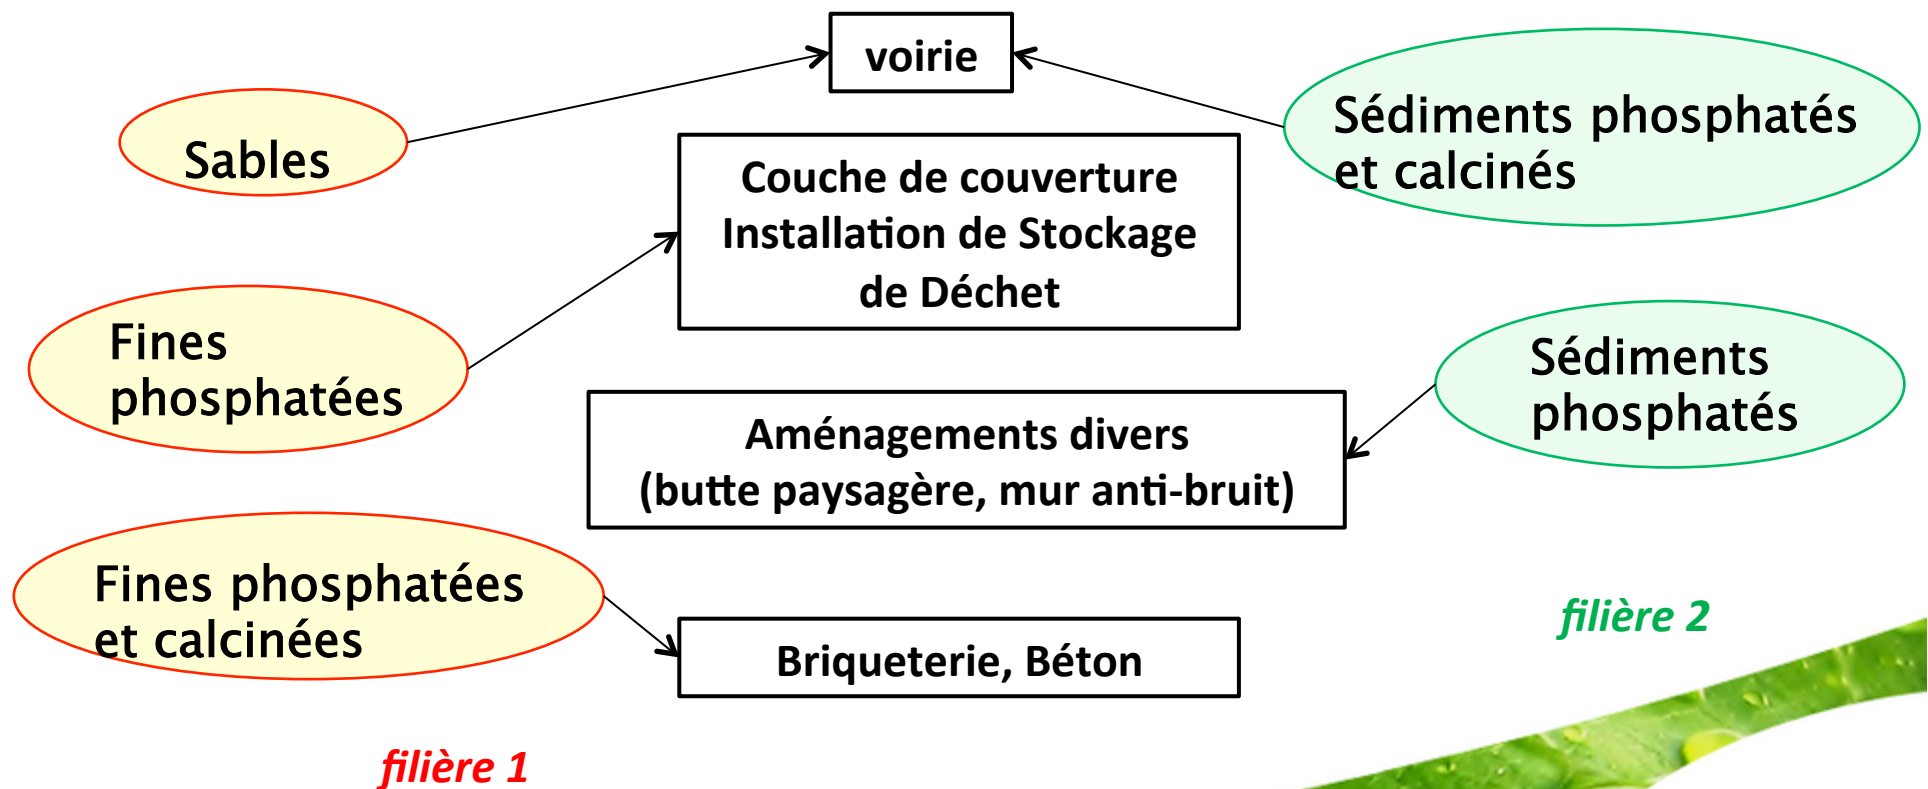 voirie
Sables
Sédiments phosphatés
et calcinés
Couche de couverture
Installation de Stockage
de Déchet
Fines
phosphatées
Sédiments
phosphatés
Aménagements divers
(butte paysagère, mur anti-bruit)
Fines phosphatées
et calcinées
Briqueterie, Béton
filière 2
filière 1